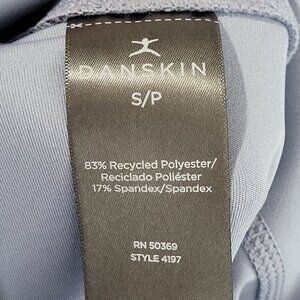 DANSKIN
S/P
83% Recycled Polyester/
Reciclado Poliéster
17% Spandex/Spandex
RN 50369
STYLE 4197